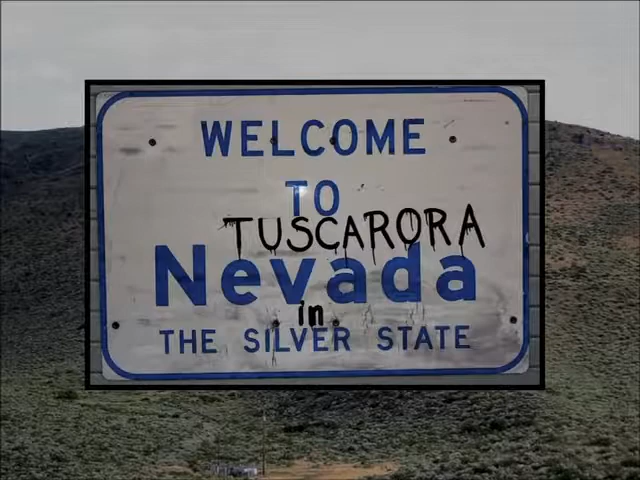 WELCOME
TO
TUSCARORA
Nevada
in
THE SILVER STATE